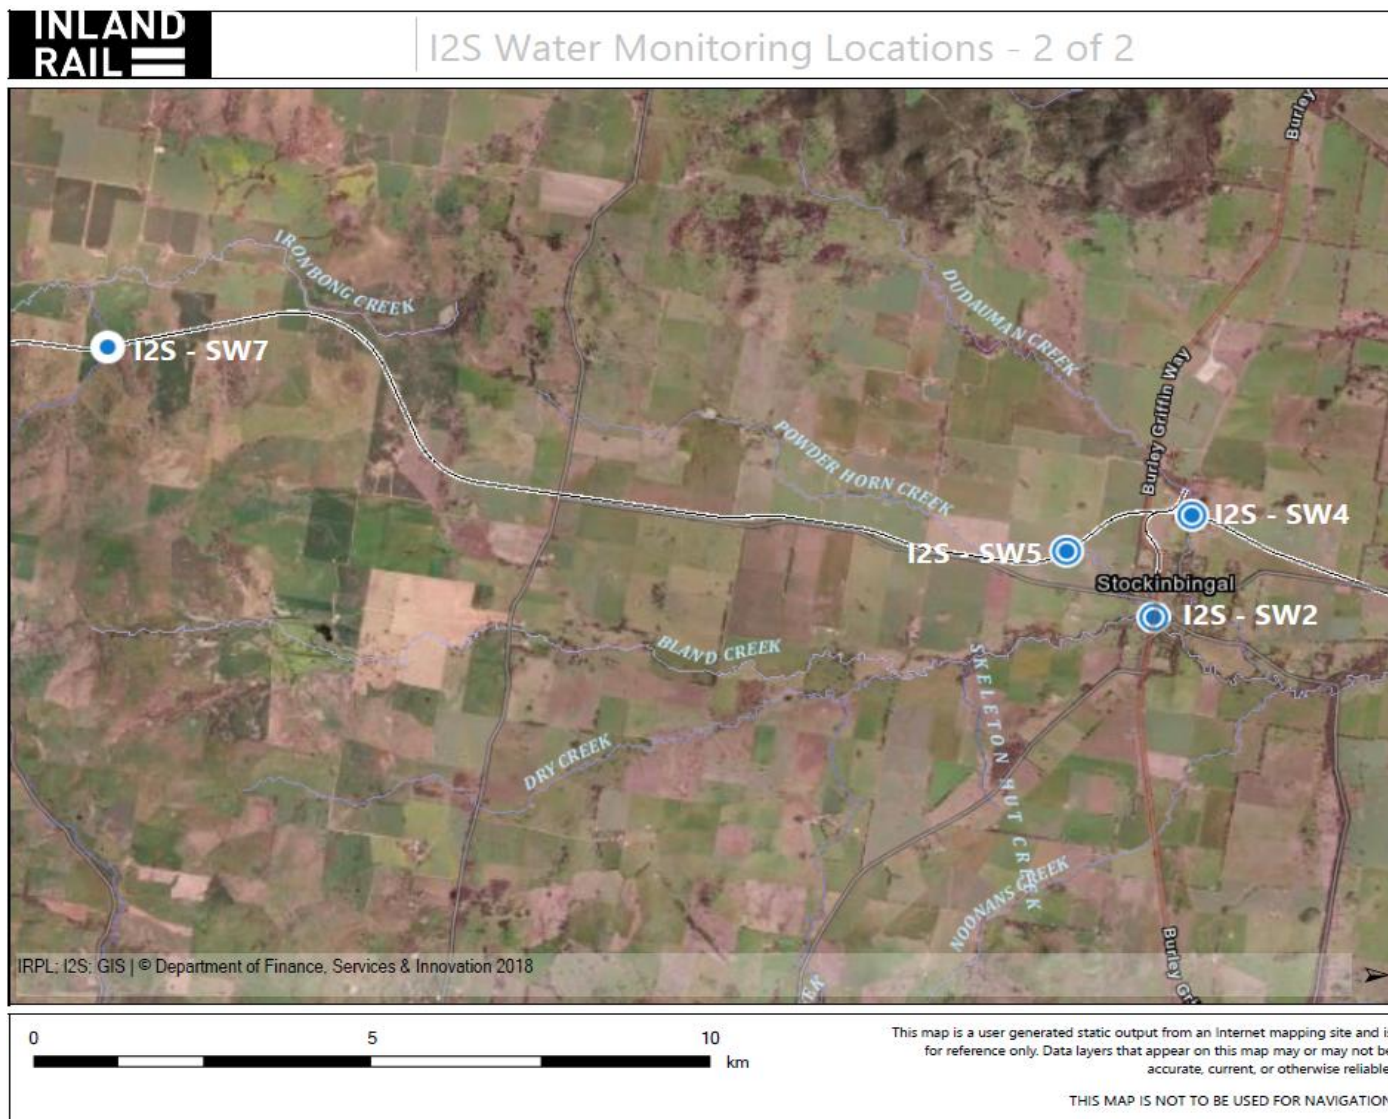 INLAND
RAIL
I2S Water Monitoring Locations - 2 of 2
Burley
IRONBONG CREEK
DUDAUMAN CREEK
I2S - SW7
Burley Griffin Way
POWDER HORN CREEK
I2S - SW4
I2S - SW5
Stockinbingal
I2S - SW2
BLAND CREEK
SKELETON HUT CREEK
DRY CREEK
NOONANS CREEK
Burley Gri
IRPL; I2S; GIS | © Department of Finance, Services & Innovation 2018
0 5 10
km
This map is a user generated static output from an Internet mapping site and is
for reference only. Data layers that appear on this map may or may not be
accurate, current, or otherwise reliable
THIS MAP IS NOT TO BE USED FOR NAVIGATION